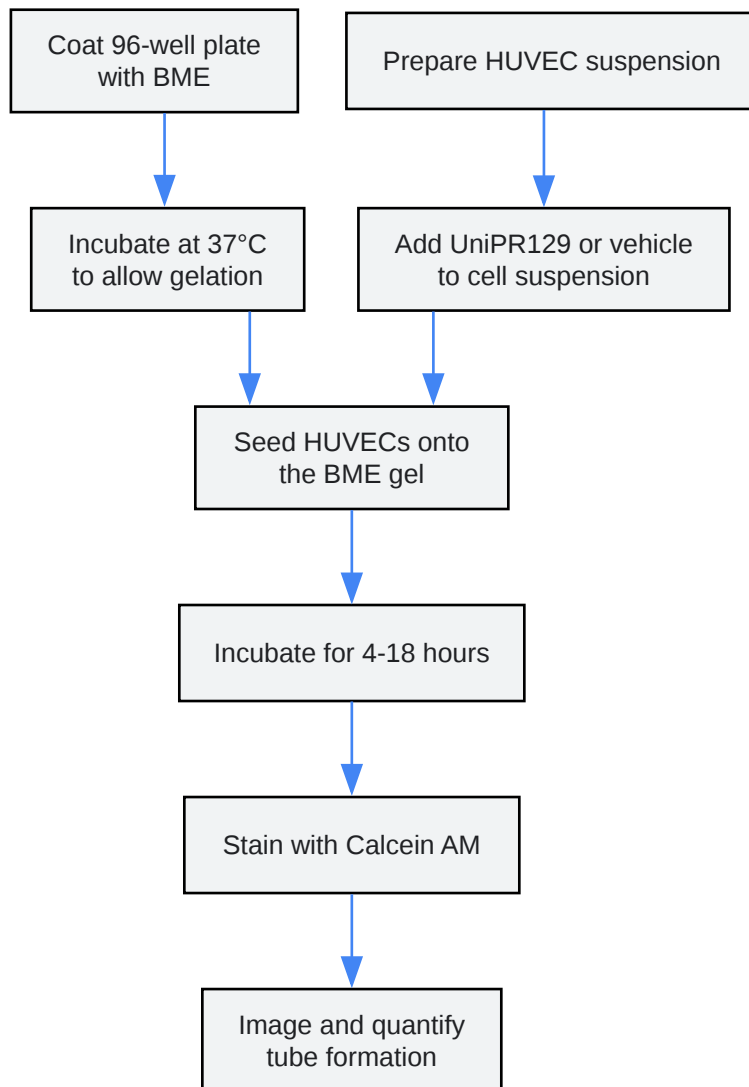 Coat 96-well plate
with BME
Prepare HUVEC suspension
Incubate at 37°C
to allow gelation
Add UniPR129 or vehicle
to cell suspension
Seed HUVECs onto
the BME gel
Incubate for 4-18 hours
Stain with Calcein AM
Image and quantify
tube formation